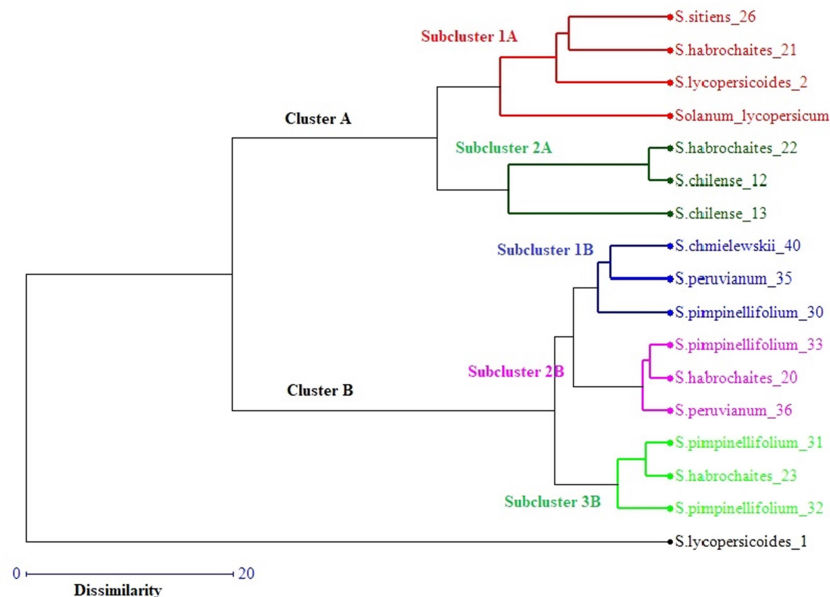 S.sitiens_26
Subcluster 1A
S.habrochaites_21
S.lycopersicoides_2
Solanum_lycopersicum
Cluster A
Subcluster 2A
S.habrochaites_22
S.chilense_12
S.chilense_13
Subcluster 1B
S.chmielewskii_40
S.peruvianum_35
S.pimpinellifolium_30
S.pimpinellifolium_33
Subcluster 2B
S.habrochaites_20
Cluster B
S.peruvianum_36
S.pimpinellifolium_31
S.habrochaites_23
Subcluster 3B
S.pimpinellifolium_32
S.lycopersicoides_1
0 20
Dissimilarity